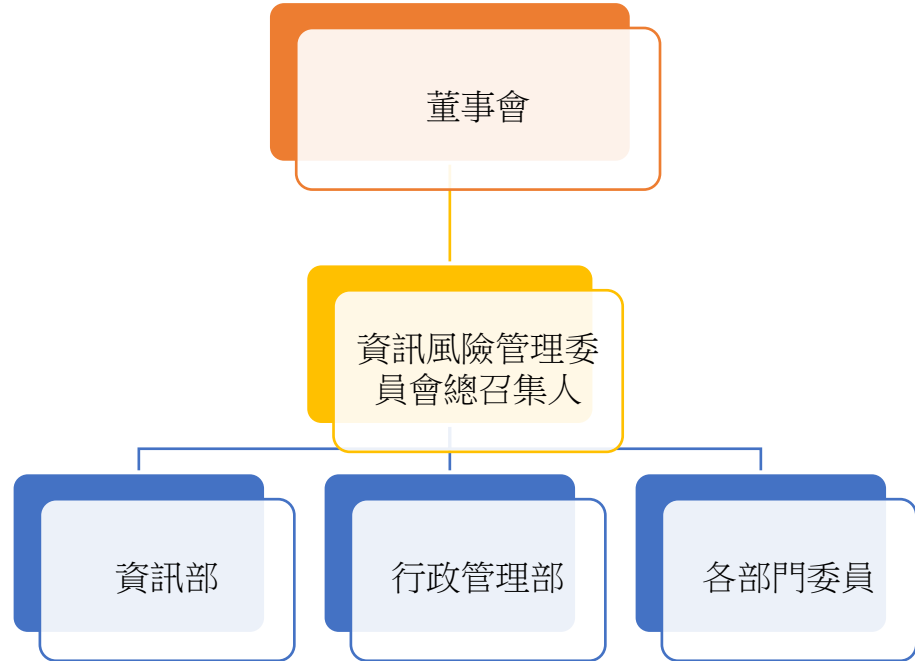 董事會
資訊風險管理委
員會總召集人
資訊部
行政管理部
各部門委員